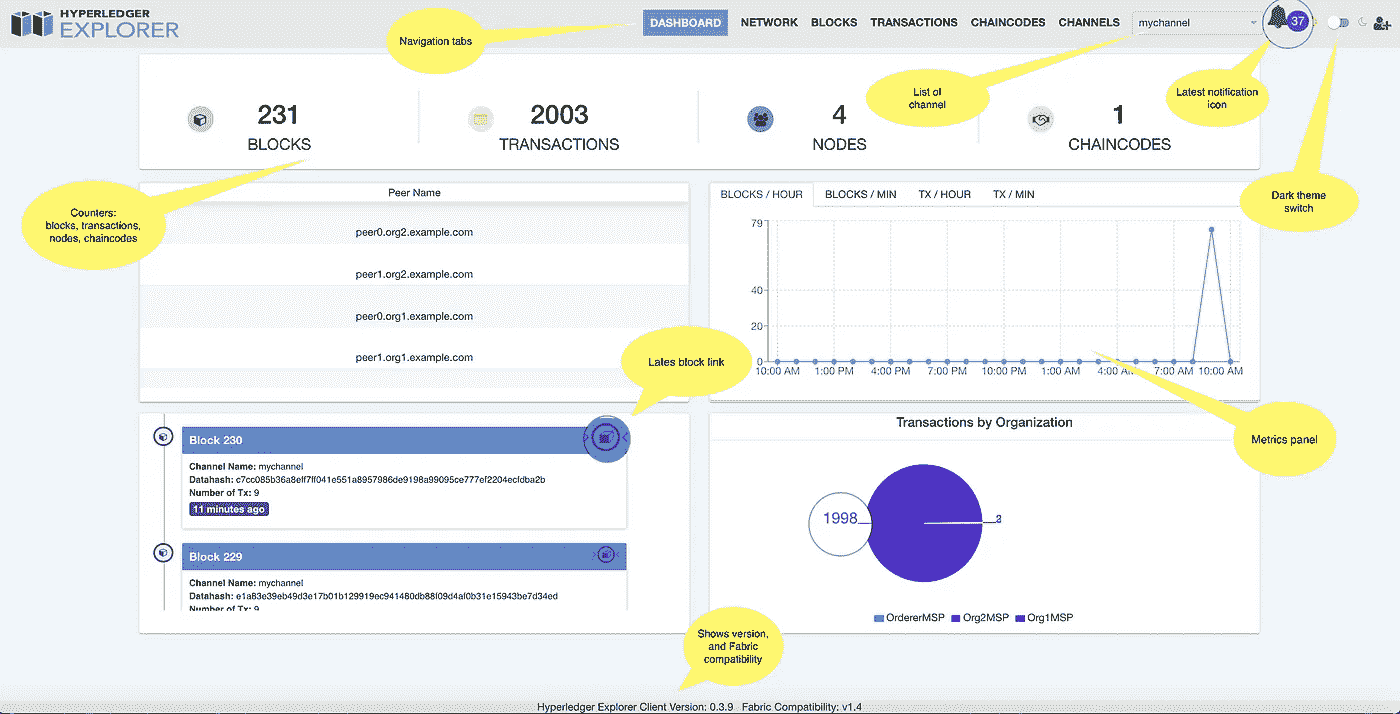 HYPERLEDGER
EXPLORER
DASHBOARD
NETWORK
BLOCKS
TRANSACTIONS
CHAINCODES
CHANNELS
mychannel
37
Navigation tabs
List of
channel
Latest notification
icon
Dark theme
switch
231
BLOCKS
2003
TRANSACTIONS
4
NODES
1
CHAINCODES
Counters:
blocks, transactions,
nodes, chaincodes
Peer Name
peer0.org2.example.com
peer1.org2.example.com
peer0.org1.example.com
peer1.org1.example.com
BLOCKS / HOUR
BLOCKS / MIN
TX / HOUR
TX / MIN
79
40
20
0
10:00 AM
1:00 PM
4:00 PM
7:00 PM
10:00 PM
1:00 AM
4:00 AM
7:00 AM
10:00 AM
Lates block link
Metrics panel
Block 230
Channel Name: mychannel
Datahash:
Number of Tx: 9
11 minutes ago
Block 229
Channel Name: mychannel
Datahash:
Number of Tx: 9
Transactions by Organization
1998
OrdererMSP
Org2MSP
Org1MSP
Shows version,
and Fabric
compatibility
Hyperledger Explorer Client Version: 0.3.9 Fabric Compatibility: v1.4